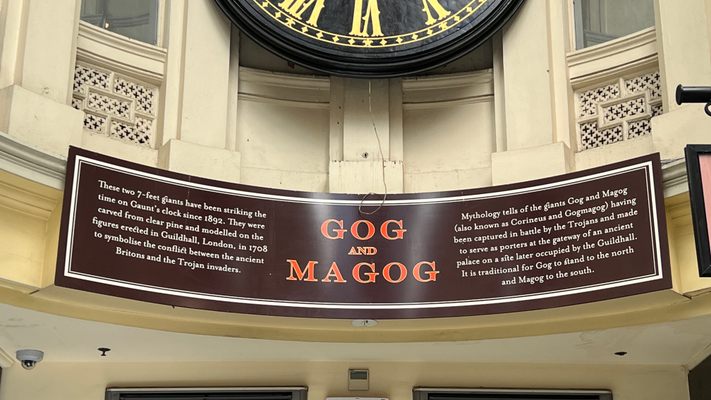 These two 7-feet giants have been striking the
time on Gaunt's clock since 1892. They were
carved from clear pine and modelled on the
figures erected in Guildhall, London, in 1708
to symbolise the conflict between the ancient
Britons and the Trojan invaders.
GOG
AND
MAGOG
Mythology tells of the giants Gog and Magog
(also known as Corineus and Gogmagog) having
been captured in battle by the Trojans and made
to serve as porters at the gateway of an ancient
palace on a site later occupied by the Guildhall.
It is traditional for Gog to stand to the north
and Magog to the south.